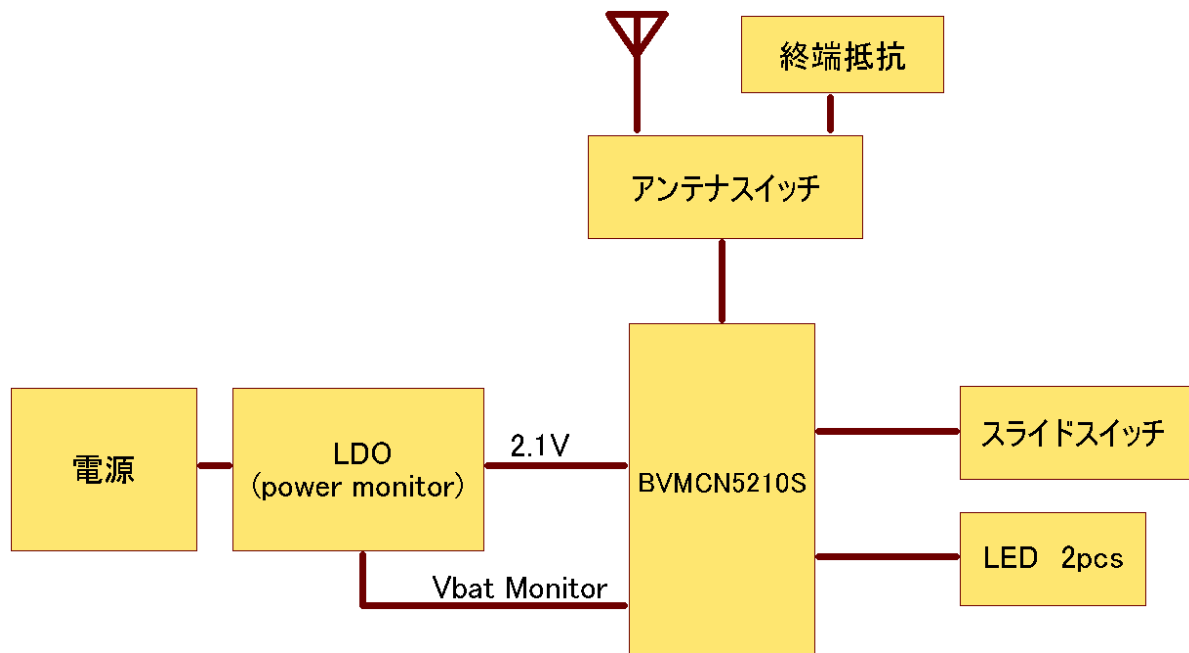 終端抵抗
アンテナスイッチ
電源
LDO
(power monitor)
2.1V
BVMCN5210S
スライドスイッチ
Vbat Monitor
LED 2pcs